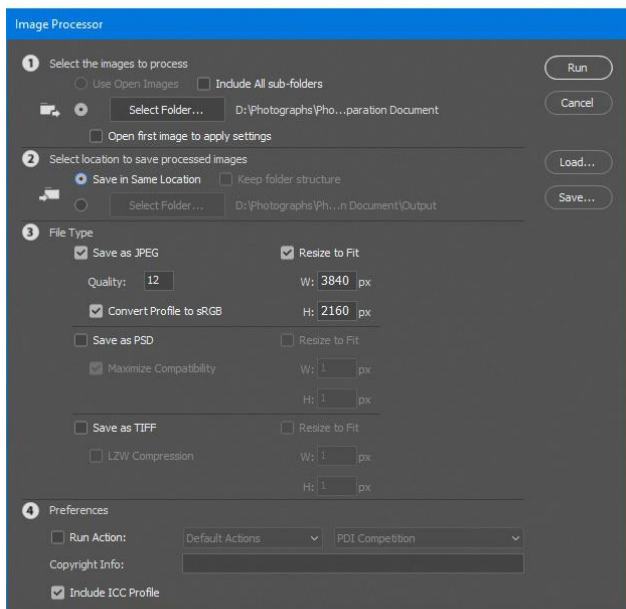 Image Processor
1 Select the images to process
Use Open Images Include All sub-folders
Select Folder... D:\Photographs\Pho...paration Document
Open first image to apply settings
Run
Cancel
2 Select location to save processed images
Save in Same Location Keep folder structure
Select Folder... D:\Photographs\Ph...n Document\Output
Load...
Save...
3 File Type
Save as JPEG Resize to Fit
Quality: 12 W: 3840 px
Convert Profile to sRGB H: 2160 px
Save as PSD Resize to Fit
Maximize Compatibility W: 1 px
H: 1 px
Save as TIFF Resize to Fit
LZW Compression W: 1 px
H: 1 px
4 Preferences
Run Action: Default Actions PDI Competition
Copyright Info:
Include ICC Profile